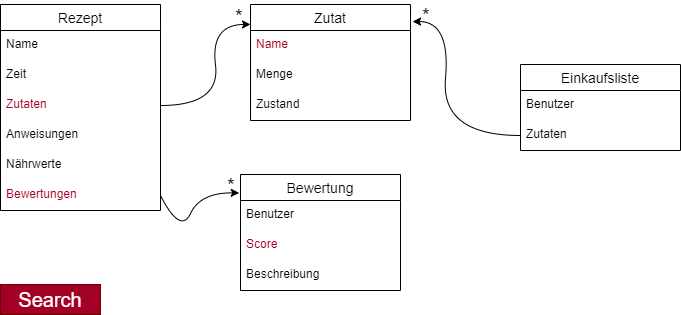 Rezept
Name
Zeit
Zutaten
Anweisungen
Nährwerte
Bewertungen
*
Zutat
Name
Menge
Zustand
*
Einkaufsliste
Benutzer
Zutaten
*
Bewertung
Benutzer
Score
Beschreibung
Search